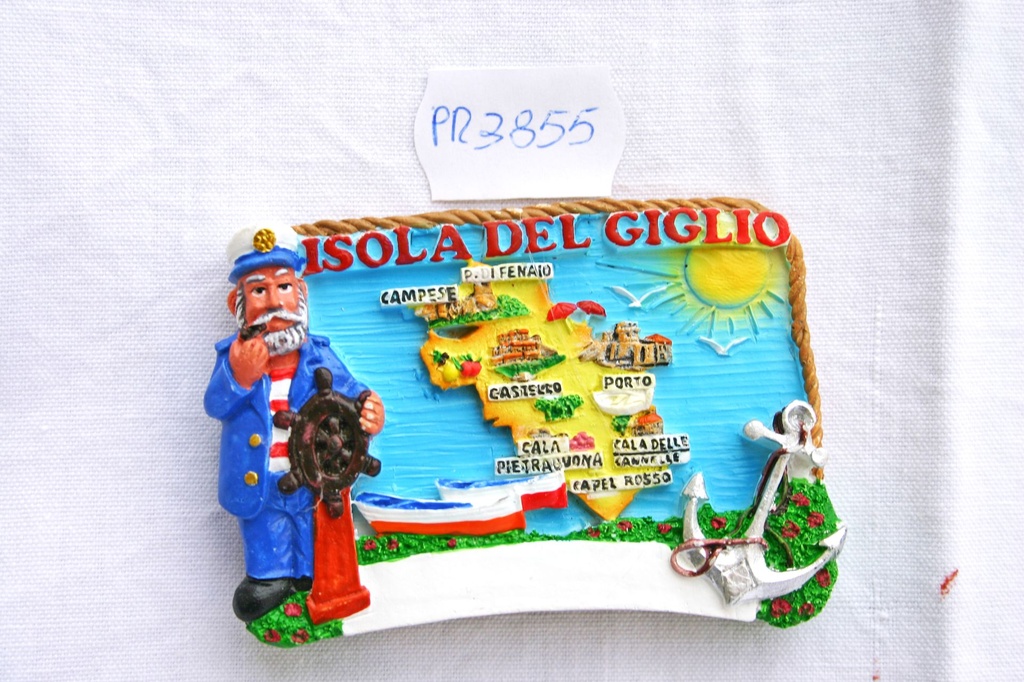 PR3855
ISOLA DEL GIGLIO
P. DI FENAIO
CAMPESE
CASTELLO
PORTO
CALA
PIETRABUONA
CALA DELLE
CANNELLE
CAPEL ROSSO